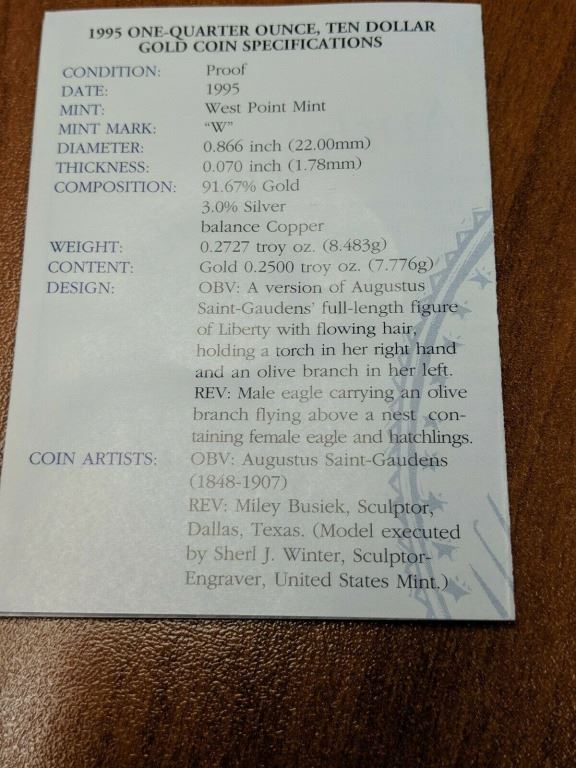 1995 ONE-QUARTER OUNCE, TEN DOLLAR
GOLD COIN SPECIFICATIONS
CONDITION: Proof
DATE: 1995
MINT: West Point Mint
MINT MARK: "W"
DIAMETER: 0.866 inch (22.00mm)
THICKNESS: 0.070 inch (1.78mm)
COMPOSITION: 91.67% Gold
3.0% Silver
balance Copper
WEIGHT: 0.2727 troy oz. (8.483g)
CONTENT: Gold 0.2500 troy oz. (7.776g)
DESIGN: OBV: A version of Augustus
Saint-Gaudens' full-length figure
of Liberty with flowing hair,
holding a torch in her right hand
and an olive branch in her left.
REV: Male eagle carrying an olive
branch flying above a nest con-
taining female eagle and hatchlings.
COIN ARTISTS: OBV: Augustus Saint-Gaudens
(1848-1907)
REV: Miley Busiek, Sculptor,
Dallas, Texas. (Model executed
by Sherl J. Winter, Sculptor-
Engraver, United States Mint.)